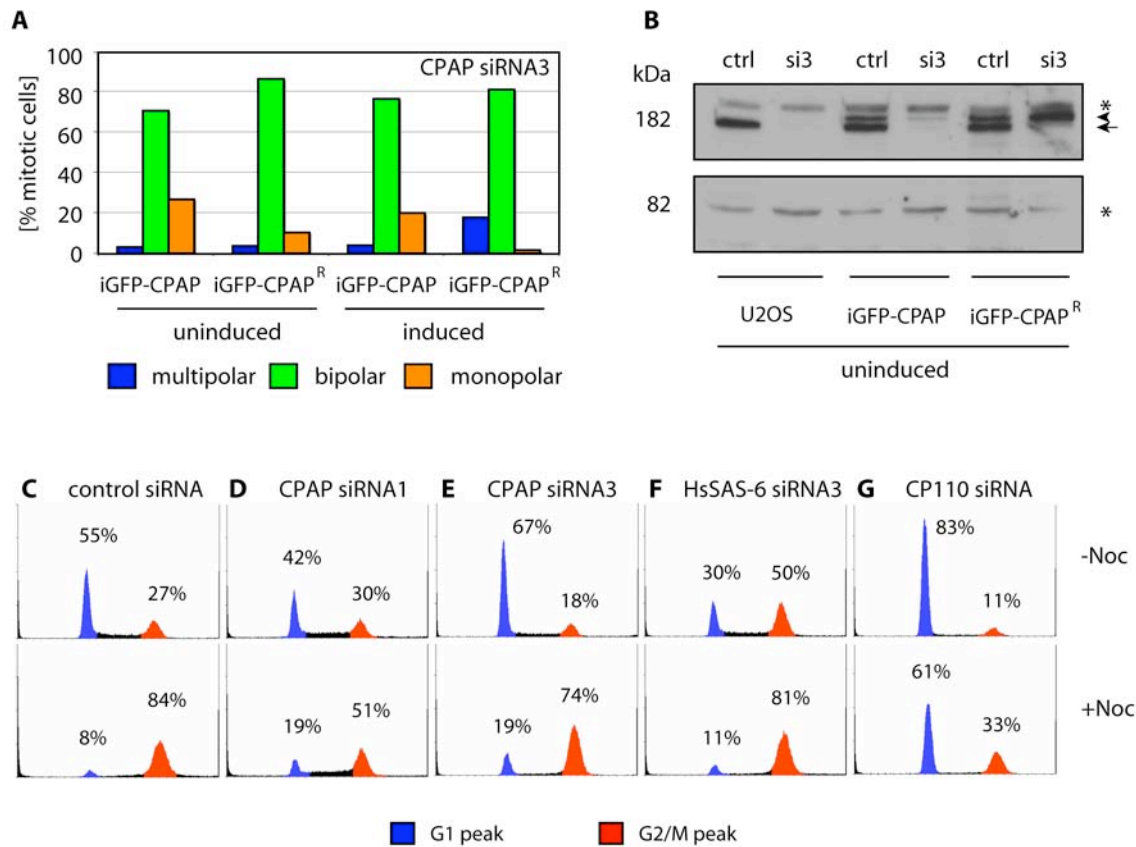 A
100
80
60
40
20
0
[% mitotic cells]
CPAP siRNA3
iGFP-CPAP iGFP-CPAP R iGFP-CPAP iGFP-CPAP R
uninduced induced
multipolar bipolar monopolar
B
kDa
ctrl si3 ctrl si3 ctrl si3
182
*
82
*
U2OS iGFP-CPAP iGFP-CPAP R
uninduced
C control siRNA D CPAP siRNA1 E CPAP siRNA3 F HsSAS-6 siRNA3 G CP110 siRNA
55% 27% 42% 30% 67% 18% 30% 50% 83% 11%
-Noc
8% 84% 19% 51% 19% 74% 11% 81% 61% 33%
+Noc
G1 peak G2/M peak